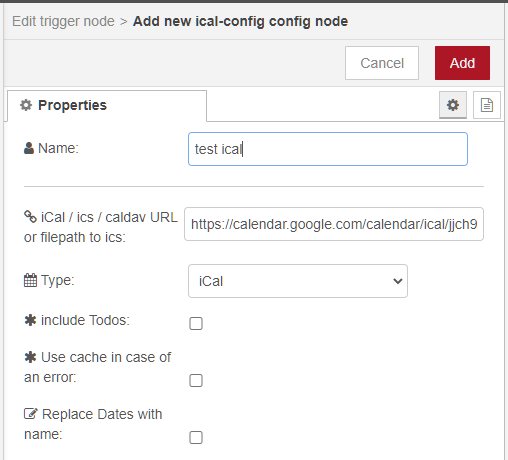 Edit trigger node > Add new ical-config config node
Cancel Add
Properties
Name: test ical
iCal / ics / caldav URL
or filepath to ics: https://calendar.google.com/calendar/ical/jjch9
Type: iCal
include Todos:
Use cache in case of
an error:
Replace Dates with
name: